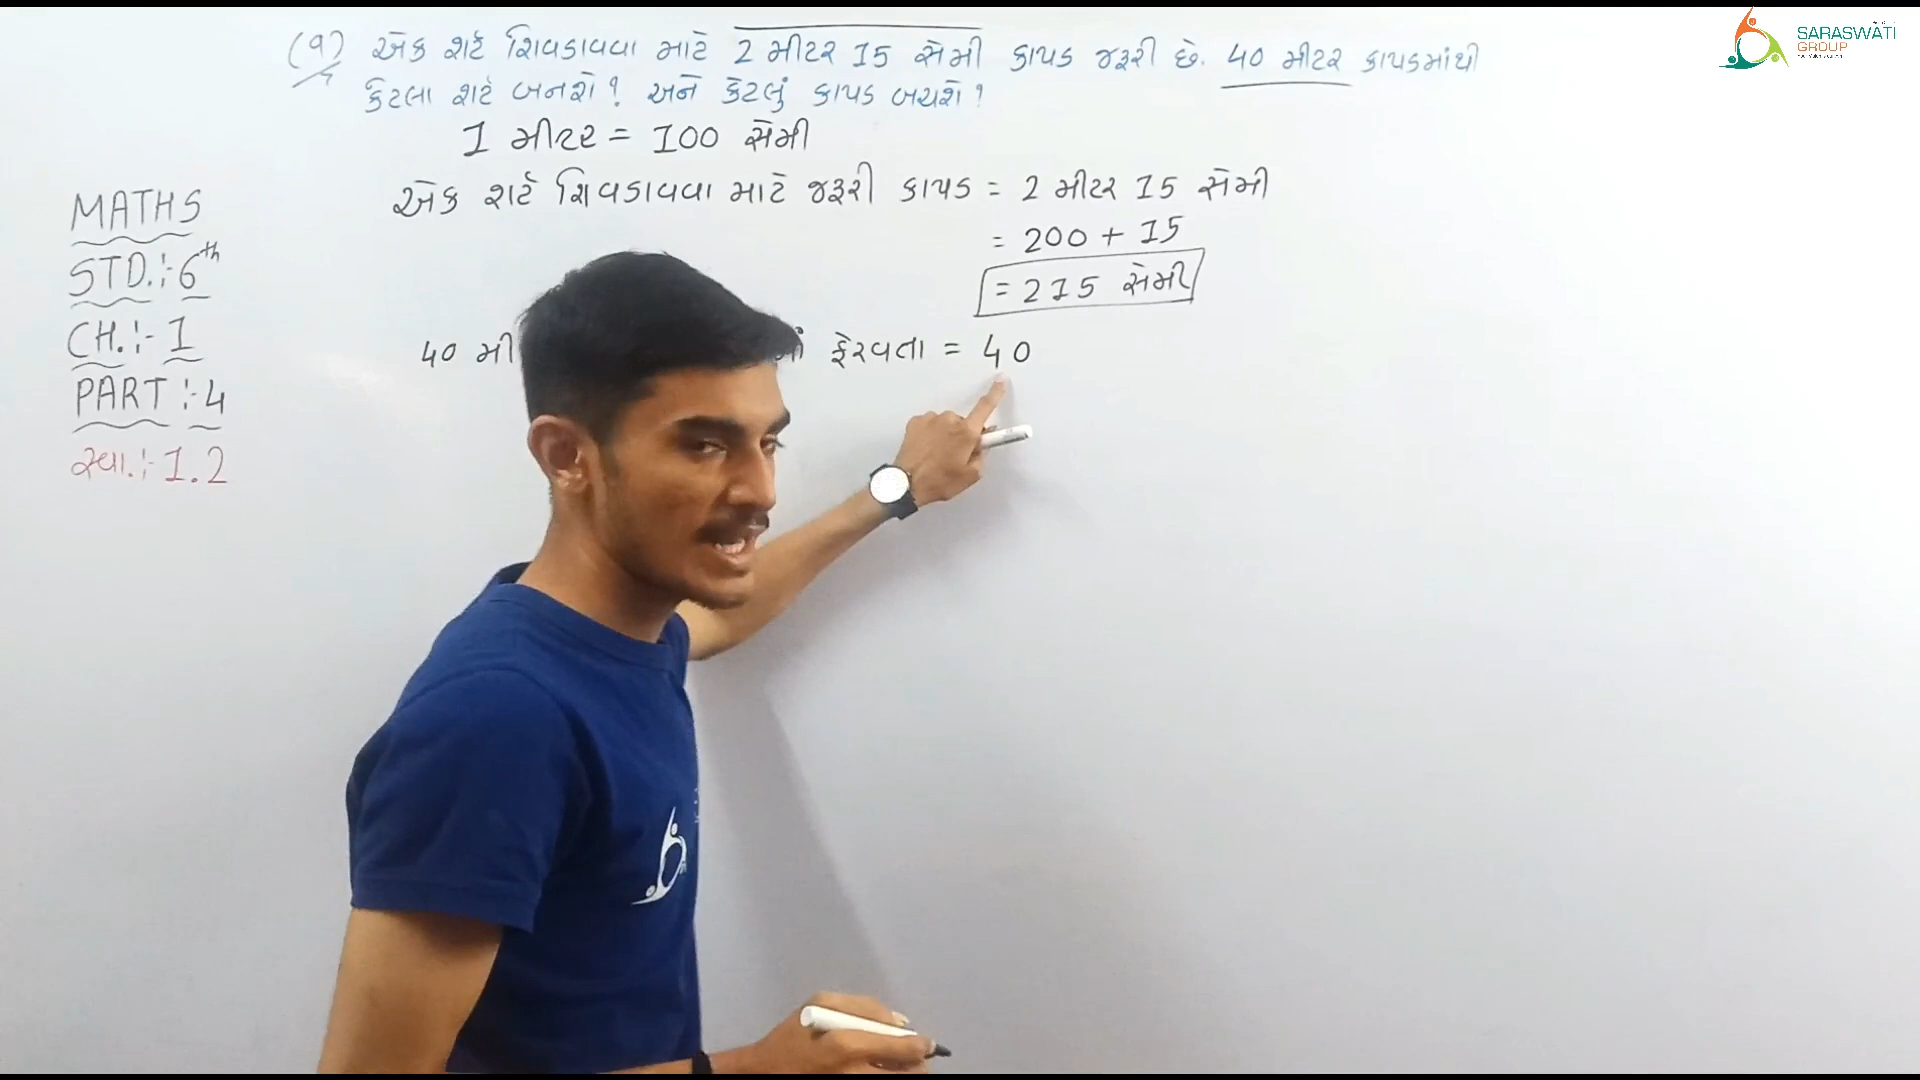 (૧) એક શર્ટ શિવડાવવા માટે 2 મીટર 15 સેમી કાપડ જરૂરી છે. 40 મીટર કાપડમાંથી
કેટલા શર્ટ બનશે? અને કેટલું કાપડ બચશે?
1 મીટર = 100 સેમી
એક શર્ટ શિવડાવવા માટે જરૂરી કાપડ = 2 મીટર 15 સેમી
= 200 + 15
= 215 સેમી
40 મી
ફેરવતા = 40
MATHS
STD.:- 6th
CH.:- 1
PART :- 4
સ્વા.:- 1.2
SARASWATI
GROUP